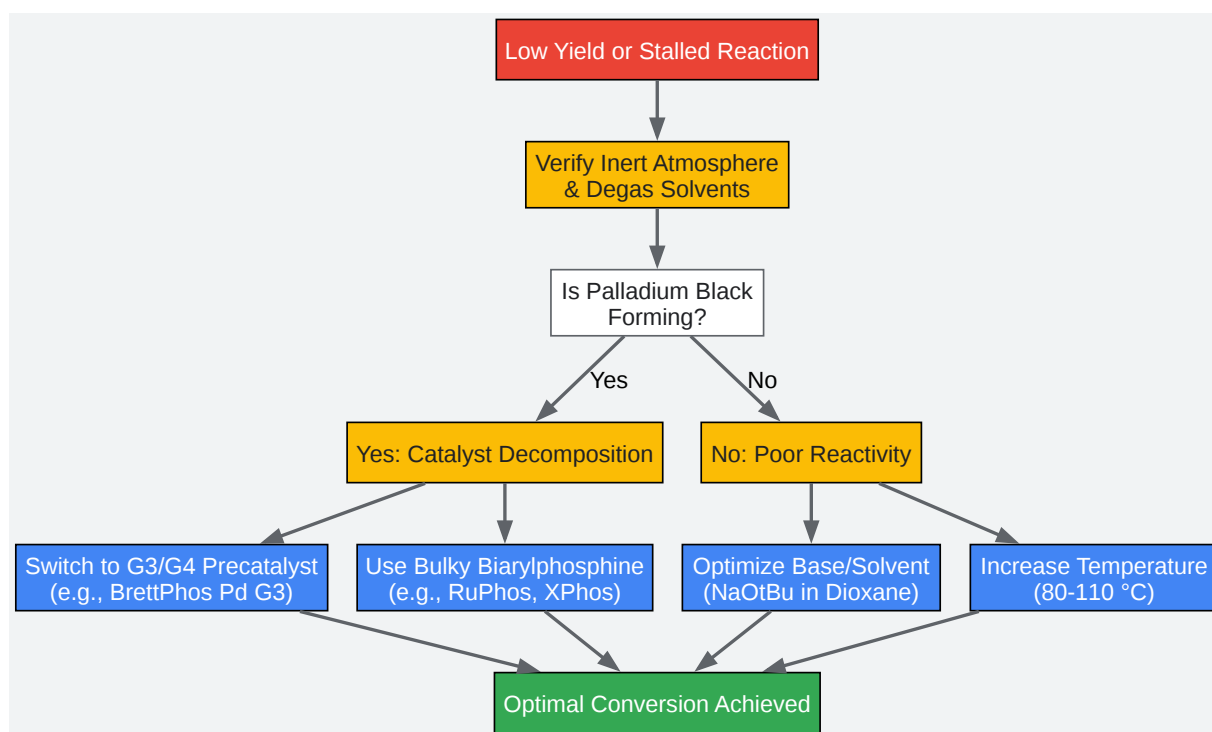 Low Yield or Stalled Reaction
Verify Inert Atmosphere
& Degas Solvents
Is Palladium Black
Forming?
Yes
No
Yes: Catalyst Decomposition
No: Poor Reactivity
Switch to G3/G4 Precatalyst
(e.g., BrettPhos Pd G3)
Use Bulky Biarylphosphine
(e.g., RuPhos, XPhos)
Optimize Base/Solvent
(NaOtBu in Dioxane)
Increase Temperature
(80-110 °C)
Optimal Conversion Achieved